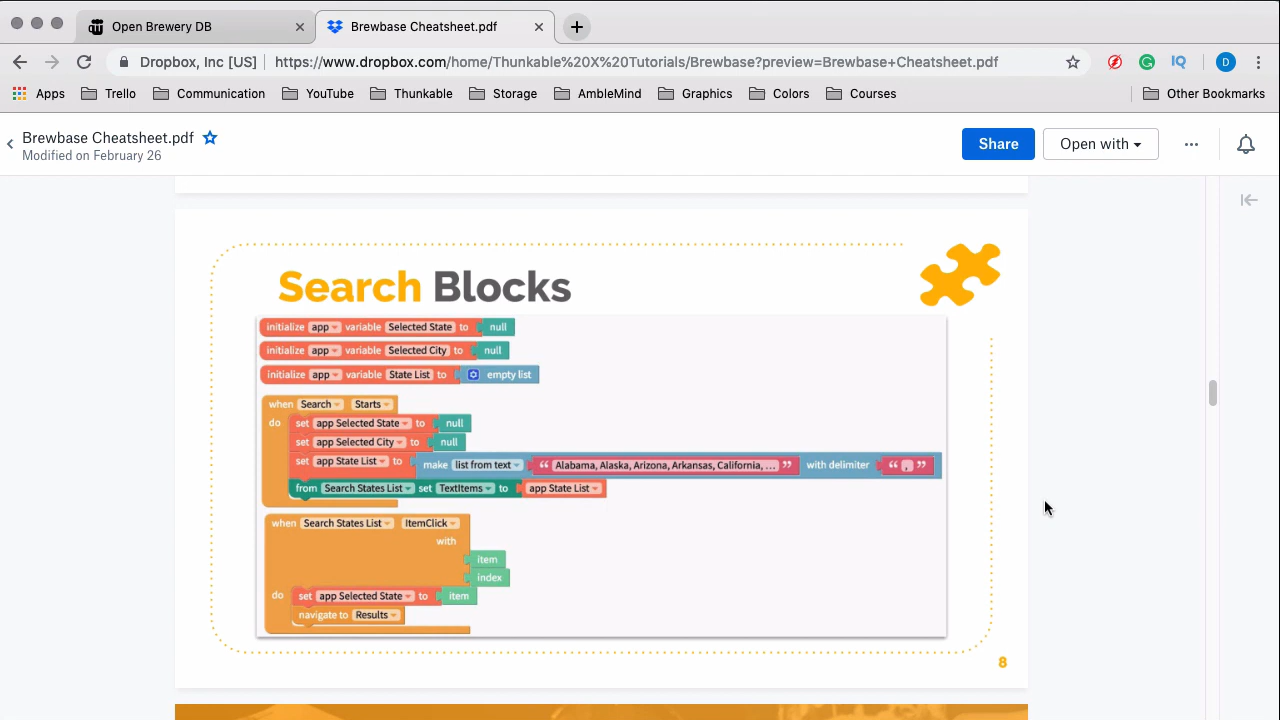 Open Brewery DB
Brewbase Cheatsheet.pdf
Dropbox, Inc [US] | https://www.dropbox.com/home/Thunkable%20X%20Tutorials/Brewbase?preview=Brewbase+Cheatsheet.pdf
IQ
D
Apps Trello Communication YouTube Thunkable Storage AmbleMind Graphics Colors Courses Other Bookmarks
Brewbase Cheatsheet.pdf
Modified on February 26
Share
Open with
Search Blocks
initialize app variable Selected State to null
initialize app variable Selected City to null
initialize app variable State List to empty list
when Search Starts
do set app Selected State to null
set app Selected City to null
set app State List to make list from text “ Alabama, Alaska, Arizona, Arkansas, California, ... ” with delimiter “ , ”
from Search States List set TextItems to app State List
when Search States List ItemClick
with
item
index
do set app Selected State to item
navigate to Results
8